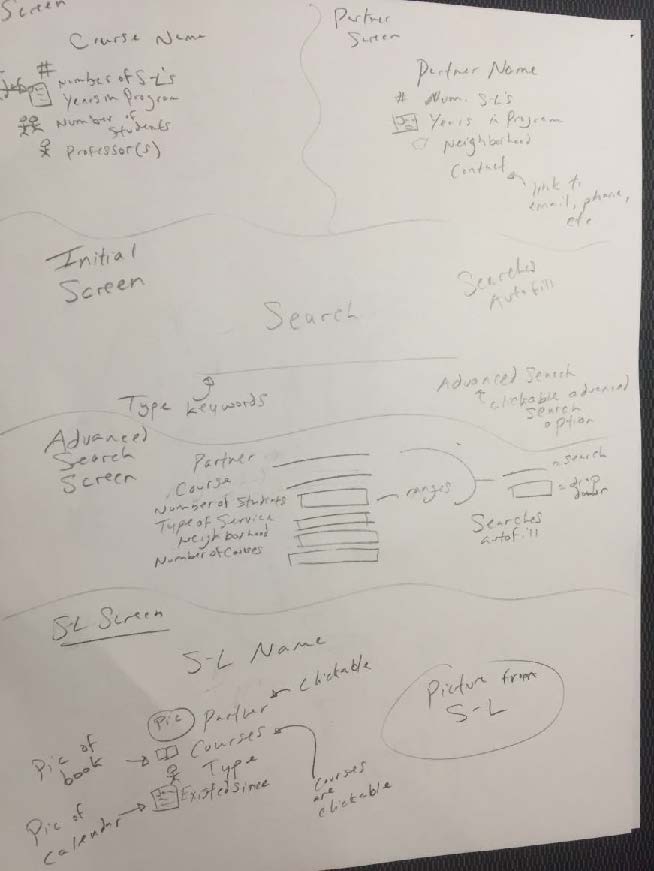 Screen
Course Name
# Number of S-L's
Years in Program
Number of
Students
Professor(s)
Partner
Screen
Partner Name
# Num. S-L's
Years in Program
Neighborhood
Contact
link to
email, phone,
etc
Initial
Screen
Search
Searches
Autofill
Type keywords
Advanced Search
clickable advanced
search
option
Advanced
Search
Screen
Partner
Course
Number of Students
Type of Service
Neighborhood
Number of Courses
ranges
= search
= drop
down
Searches
autofill
S-L Screen
S-L Name
Pic Partner
Clickable
Courses
Type
Existed Since
Pic of
book
Pic of
Calendar
Courses
are
clickable
Picture from
S-L